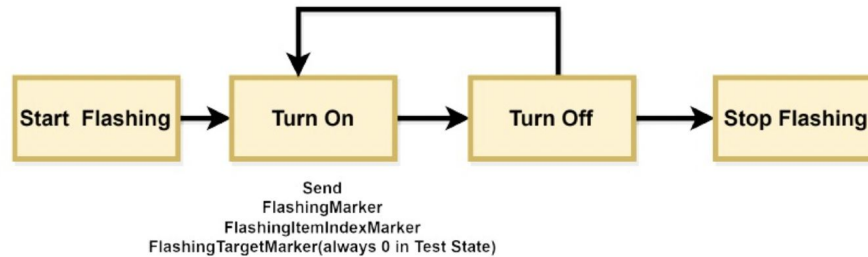 Start Flashing
Turn On
Turn Off
Stop Flashing
Send
FlashingMarker
FlashingItemIndexMarker
FlashingTargetMarker(always 0 in Test State)